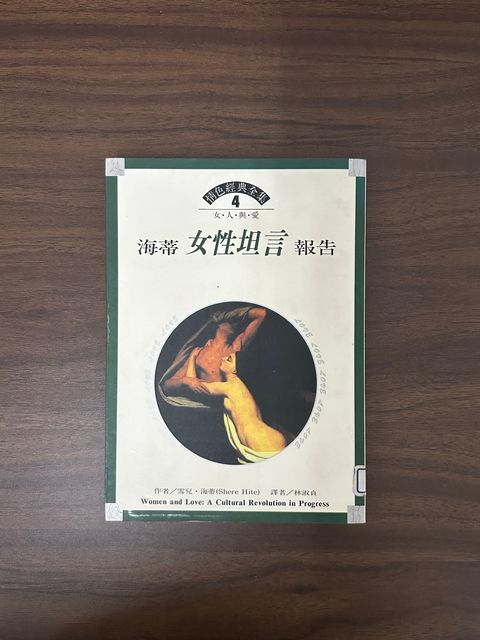 情色經典全集
4
女·人·與·愛
海蒂 女性坦言 報告
作者／雪兒·海蒂(Shere Hite) 譯者／林淑貞
Women and Love: A Cultural Revolution in Progress